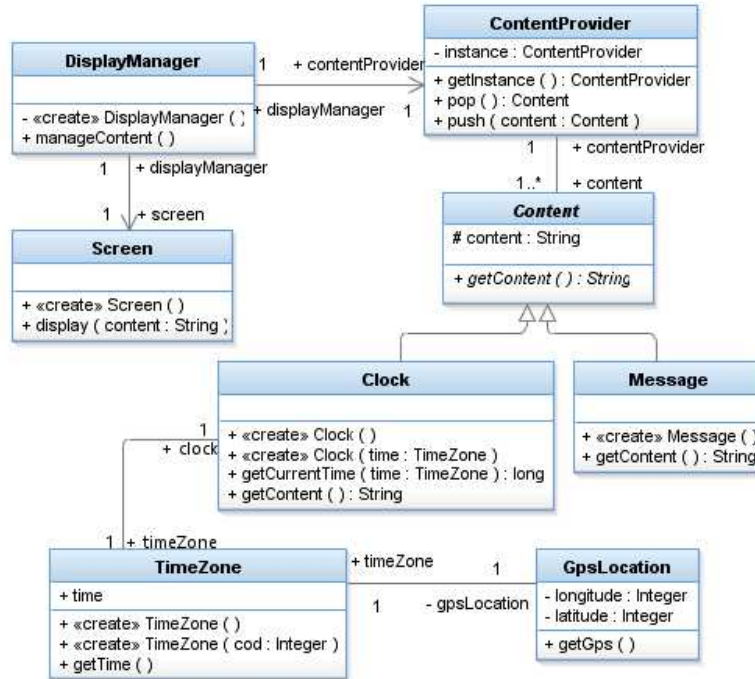 ContentProvider
- instance : ContentProvider
+ getInstance ( ) : ContentProvider
+ pop ( ) : Content
+ push ( content : Content )
DisplayManager
- «create» DisplayManager ( )
+ manageContent ( )
1
+ contentProvider
+ displayManager
1
1
+ displayManager
1
+ screen
1
+ contentProvider
1..*
+ content
Screen
+ «create» Screen ( )
+ display ( content : String )
Content
# content : String
+ getContent ( ) : String
Clock
+ «create» Clock ( )
+ «create» Clock ( time : TimeZone )
+ getCurrentTime ( time : TimeZone ) : long
+ getContent ( ) : String
Message
+ «create» Message ( )
+ getContent ( ) : String
1
+ clock
1
+ timeZone
TimeZone
+ time
+ «create» TimeZone ( )
+ «create» TimeZone ( cod : Integer )
+ getTime ( )
+ timeZone
1
1
- gpsLocation
GpsLocation
- longitude : Integer
- latitude : Integer
+ getGps ( )